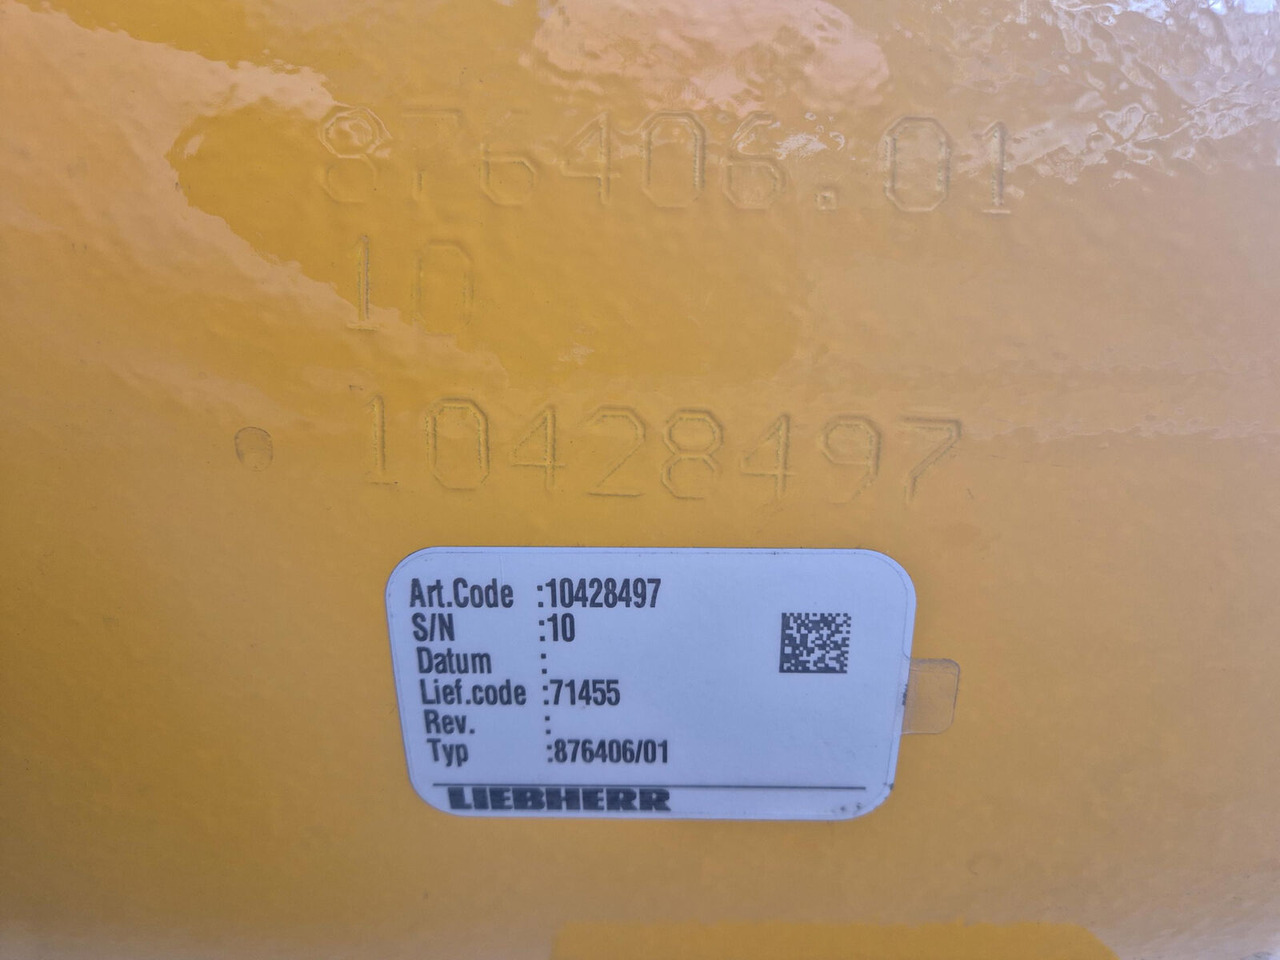 876406.01
10
10428497
Art.Code :10428497
S/N :10
Datum :
Lief.code :71455
Rev. :
Typ :876406/01
LIEBHERR